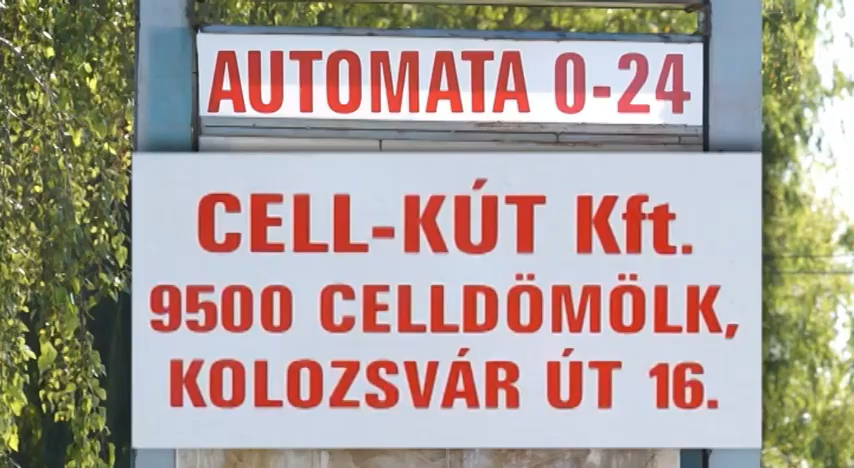 AUTOMATA 0-24
CELL-KÚT Kft.
9500 CELLDÖMÖLK,
KOLOZSVÁR ÚT 16.